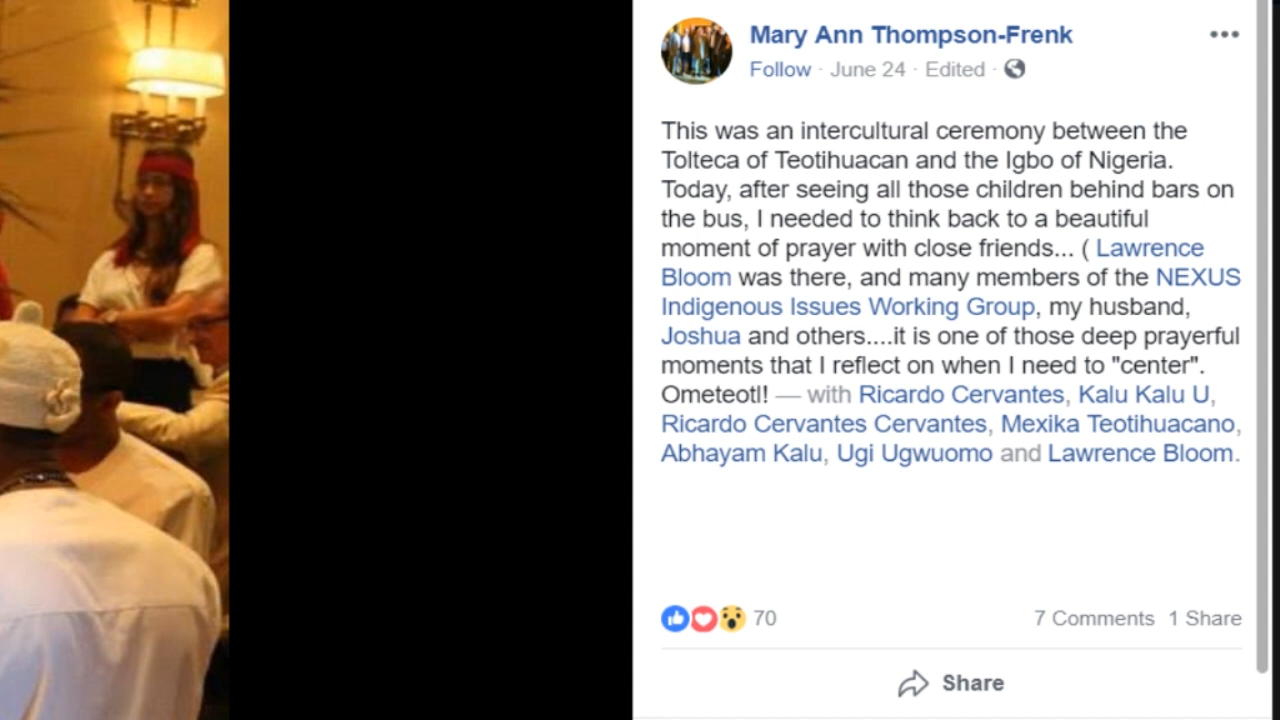 Mary Ann Thompson-Frenk
Follow · June 24 · Edited ·
This was an intercultural ceremony between the
Tolteca of Teotihuacan and the Igbo of Nigeria.
Today, after seeing all those children behind bars on
the bus, I needed to think back to a beautiful
moment of prayer with close friends... ( Lawrence
Bloom was there, and many members of the NEXUS
Indigenous Issues Working Group, my husband,
Joshua and others....it is one of those deep prayerful
moments that I reflect on when I need to "center".
Ometeotl! — with Ricardo Cervantes, Kalu Kalu U,
Ricardo Cervantes Cervantes, Mexika Teotihuacano,
Abhayam Kalu, Ugi Ugwuomo and Lawrence Bloom.
70
7 Comments 1 Share
Share